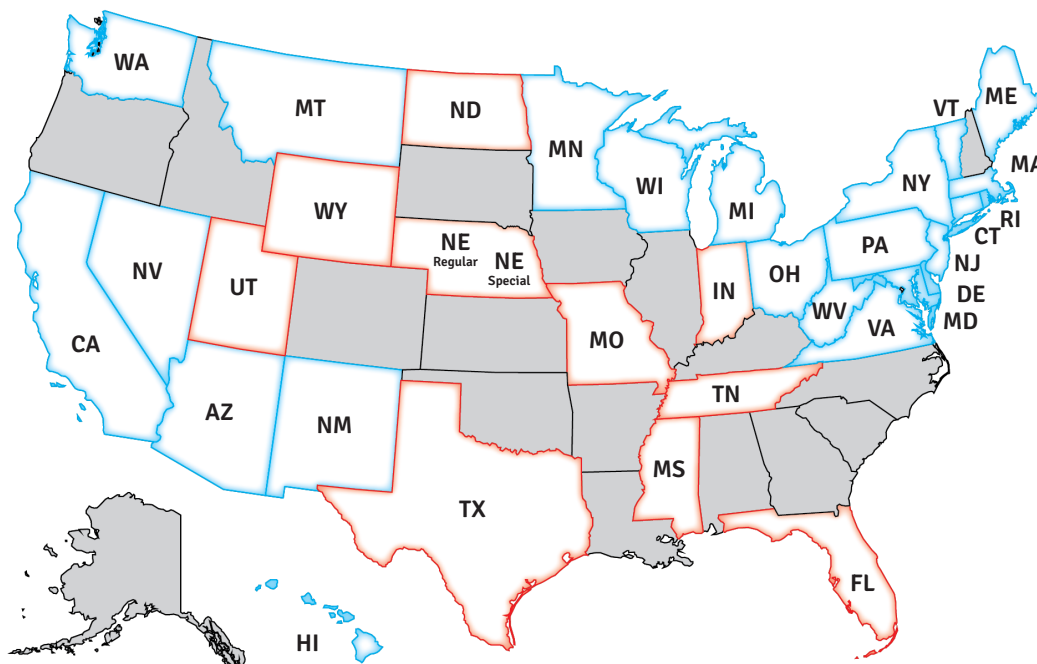 WA
MT
ND
MN
VT
ME
MA
WI
NY
MI
WY
RI
CT
NE
Regular
NE
Special
PA
NV
UT
OH
NJ
IN
DE
WV
MD
VA
CA
MO
TN
AZ
NM
MS
TX
FL
HI